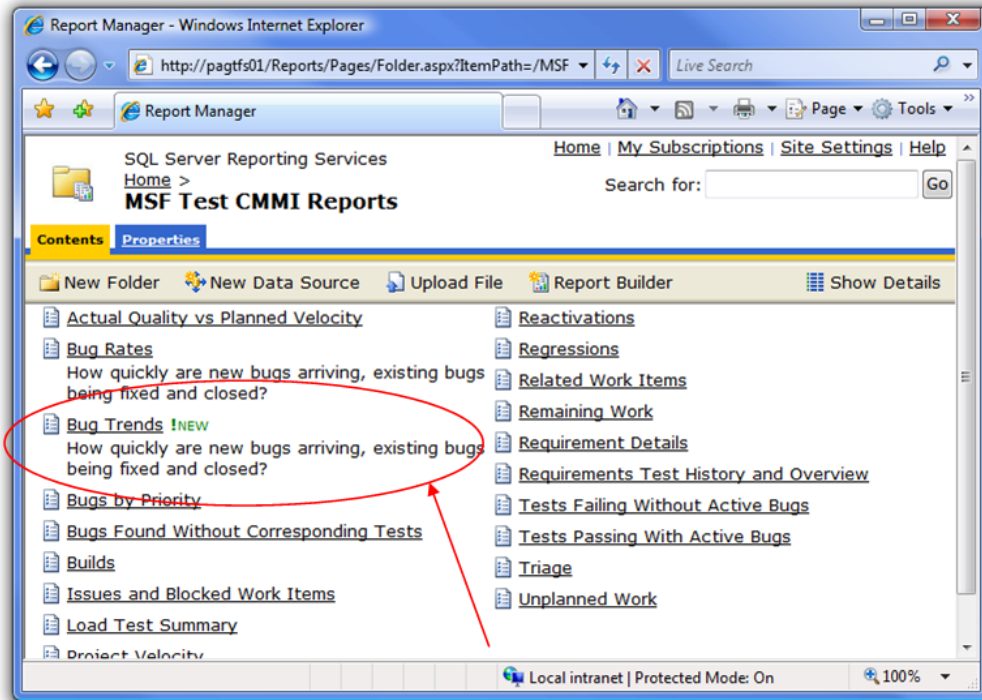 Report Manager - Windows Internet Explorer
http://pagtfs01/Reports/Pages/Folder.aspx?ItemPath=/MSF
Live Search
Report Manager
Page
Tools
SQL Server Reporting Services
Home >
MSF Test CMMI Reports
Home | My Subscriptions | Site Settings | Help
Search for:
Go
Contents
Properties
New Folder
New Data Source
Upload File
Report Builder
Show Details
Actual Quality vs Planned Velocity
Bug Rates
How quickly are new bugs arriving, existing bugs
being fixed and closed?
Bug Trends !NEW
How quickly are new bugs arriving, existing bugs
being fixed and closed?
Bugs by Priority
Bugs Found Without Corresponding Tests
Builds
Issues and Blocked Work Items
Load Test Summary
Project Velocity
Reactivations
Regressions
Related Work Items
Remaining Work
Requirement Details
Requirements Test History and Overview
Tests Failing Without Active Bugs
Tests Passing With Active Bugs
Triage
Unplanned Work
Local intranet | Protected Mode: On
100%